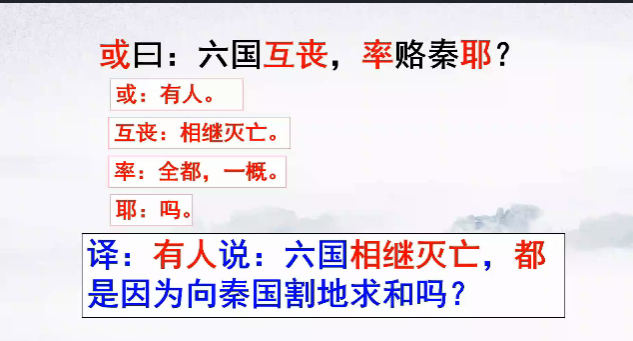 或曰：六国互丧，率赂秦耶？
或：有人。
互丧：相继灭亡。
率：全都，一概。
耶：吗。
译：有人说：六国相继灭亡，都
是因为向秦国割地求和吗？